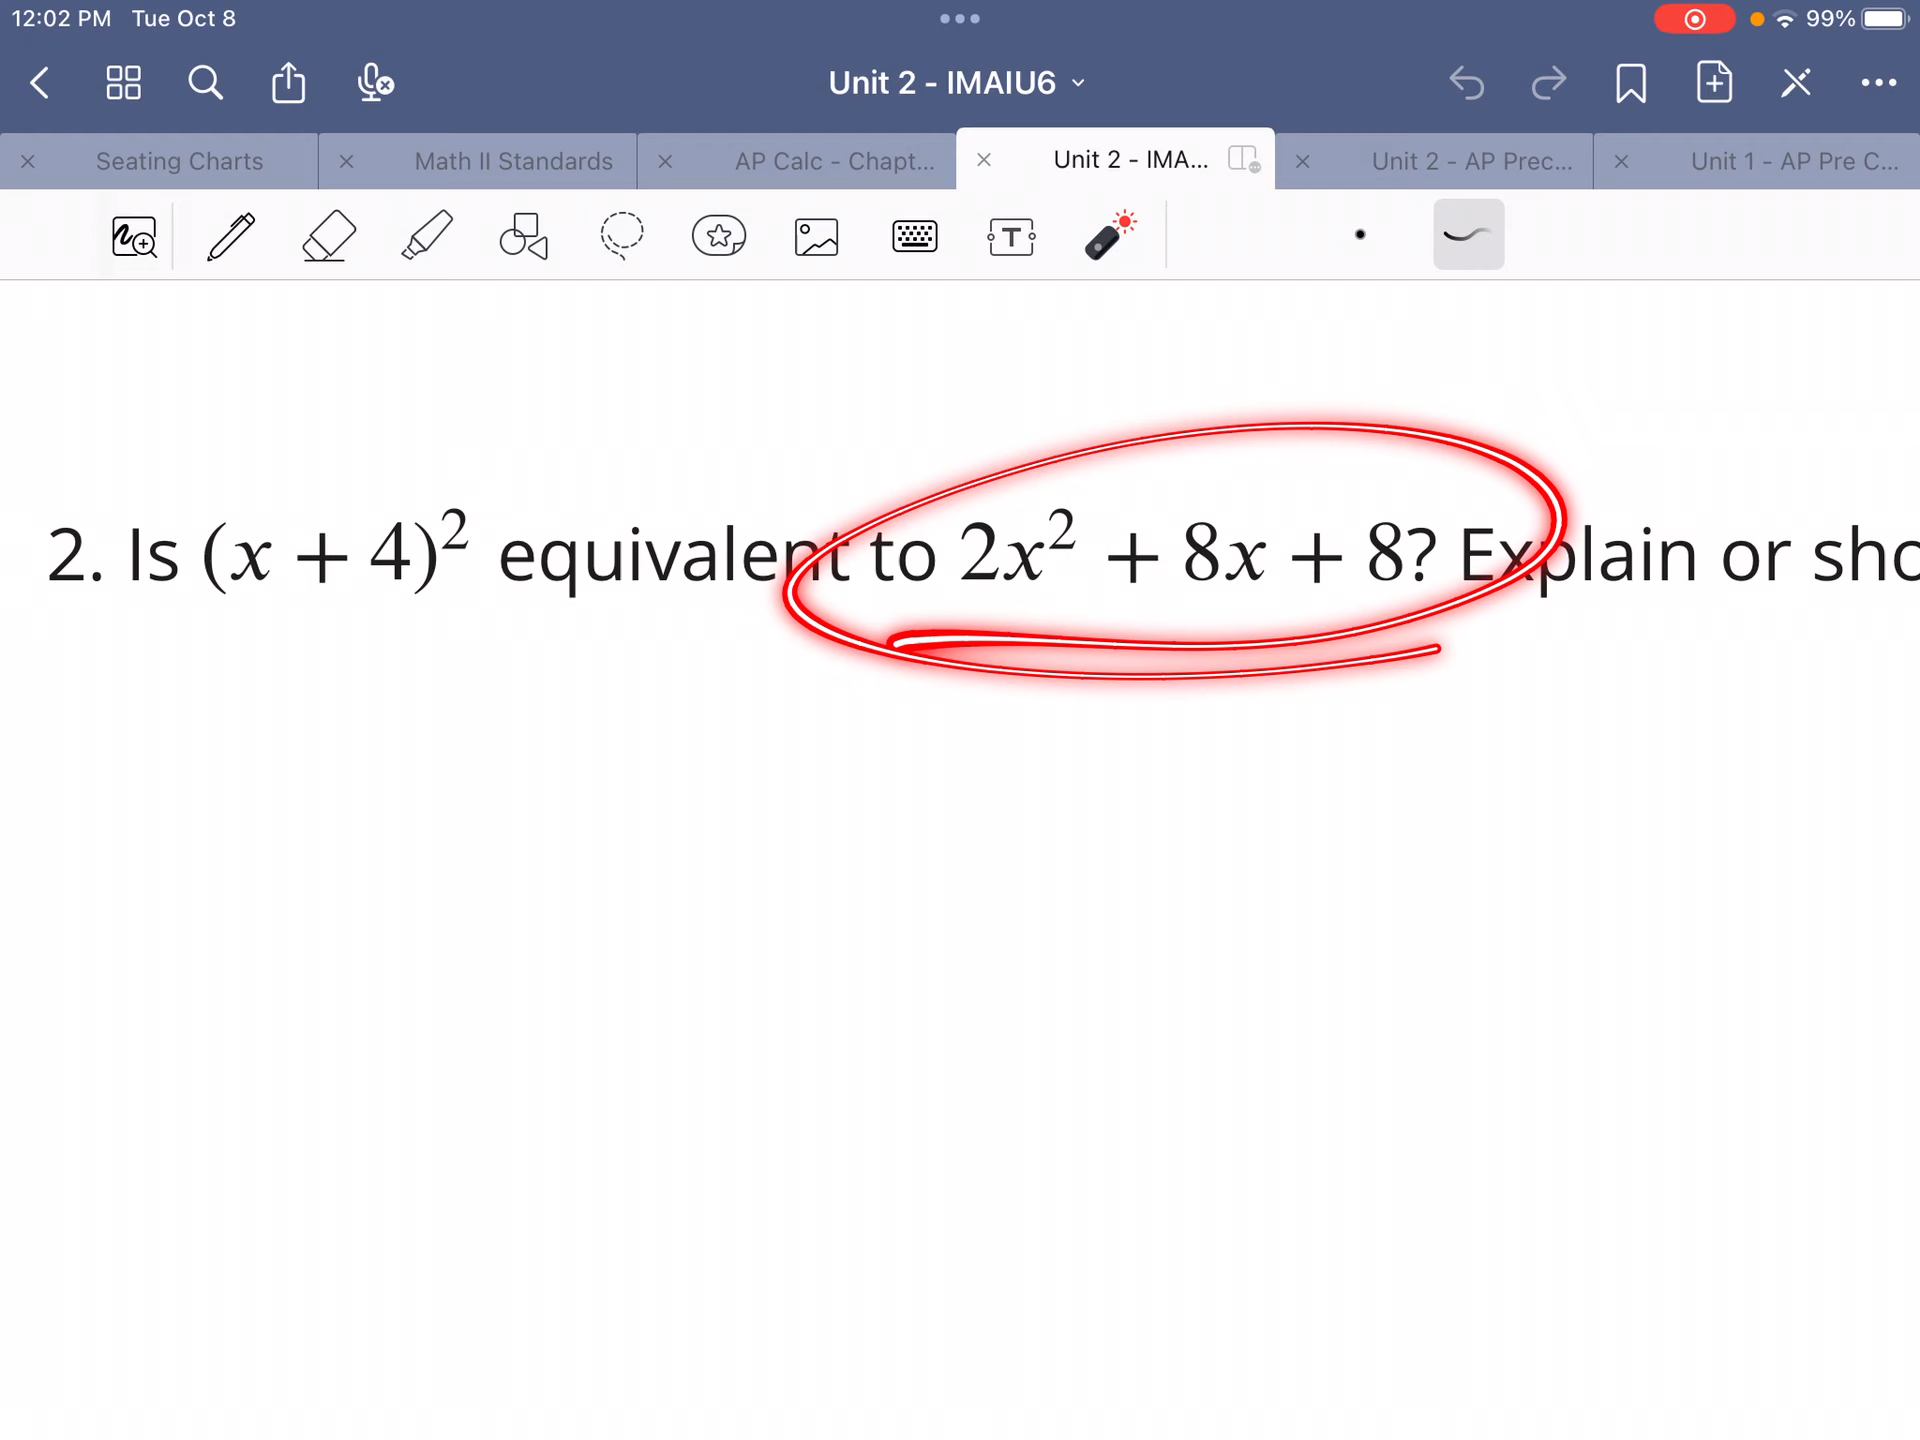 12:02 PM Tue Oct 8
99%
Unit 2 - IMAIU6
Seating Charts
Math II Standards
AP Calc - Chapt...
Unit 2 - IMA...
Unit 2 - AP Prec...
Unit 1 - AP Pre C...
T
2. Is (x + 4)² equivalent to 2x² + 8x + 8? Explain or sho